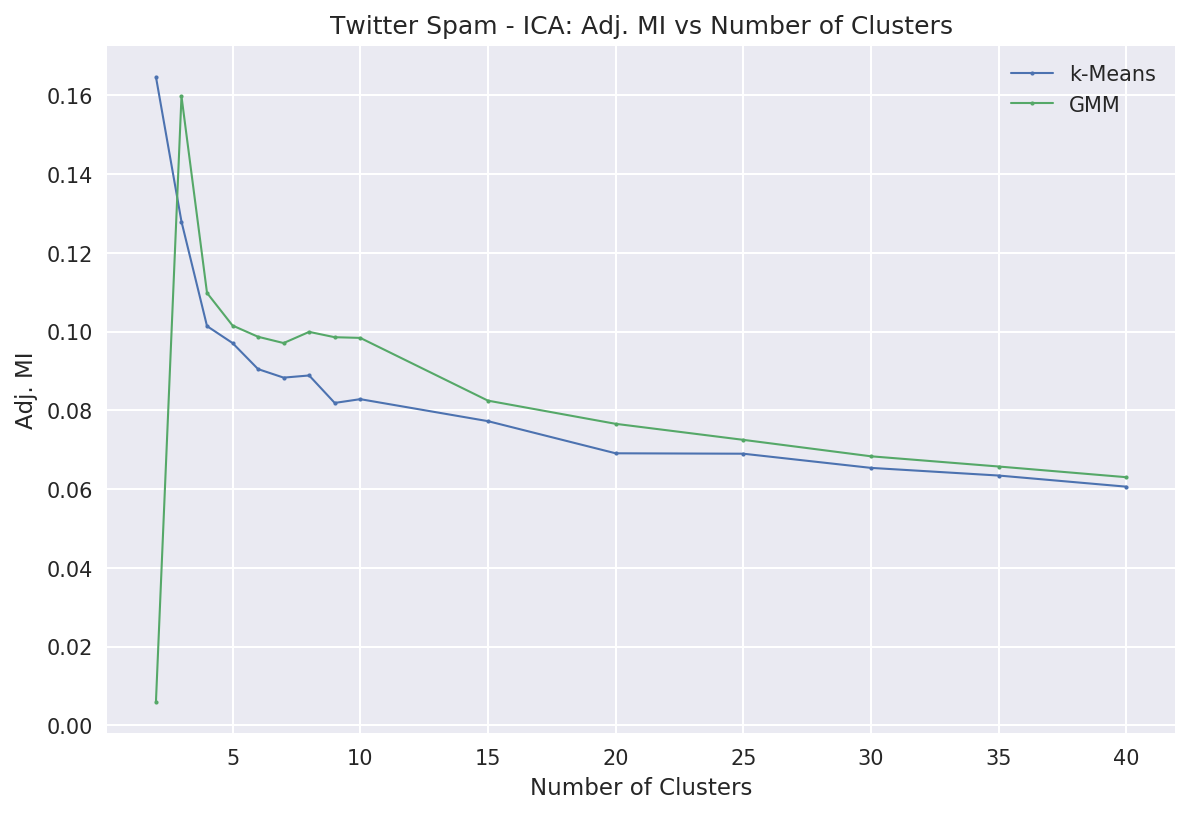 Twitter Spam - ICA: Adj. MI vs Number of Clusters
k-Means
GMM
Adj. MI
0.16
0.14
0.12
0.10
0.08
0.06
0.04
0.02
0.00
5 10 15 20 25 30 35 40
Number of Clusters